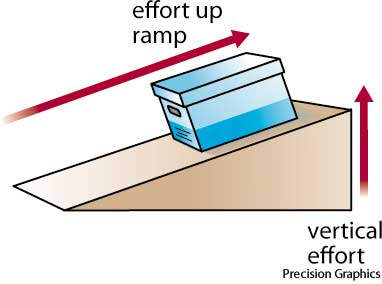 effort up
ramp
vertical
effort
Precision Graphics